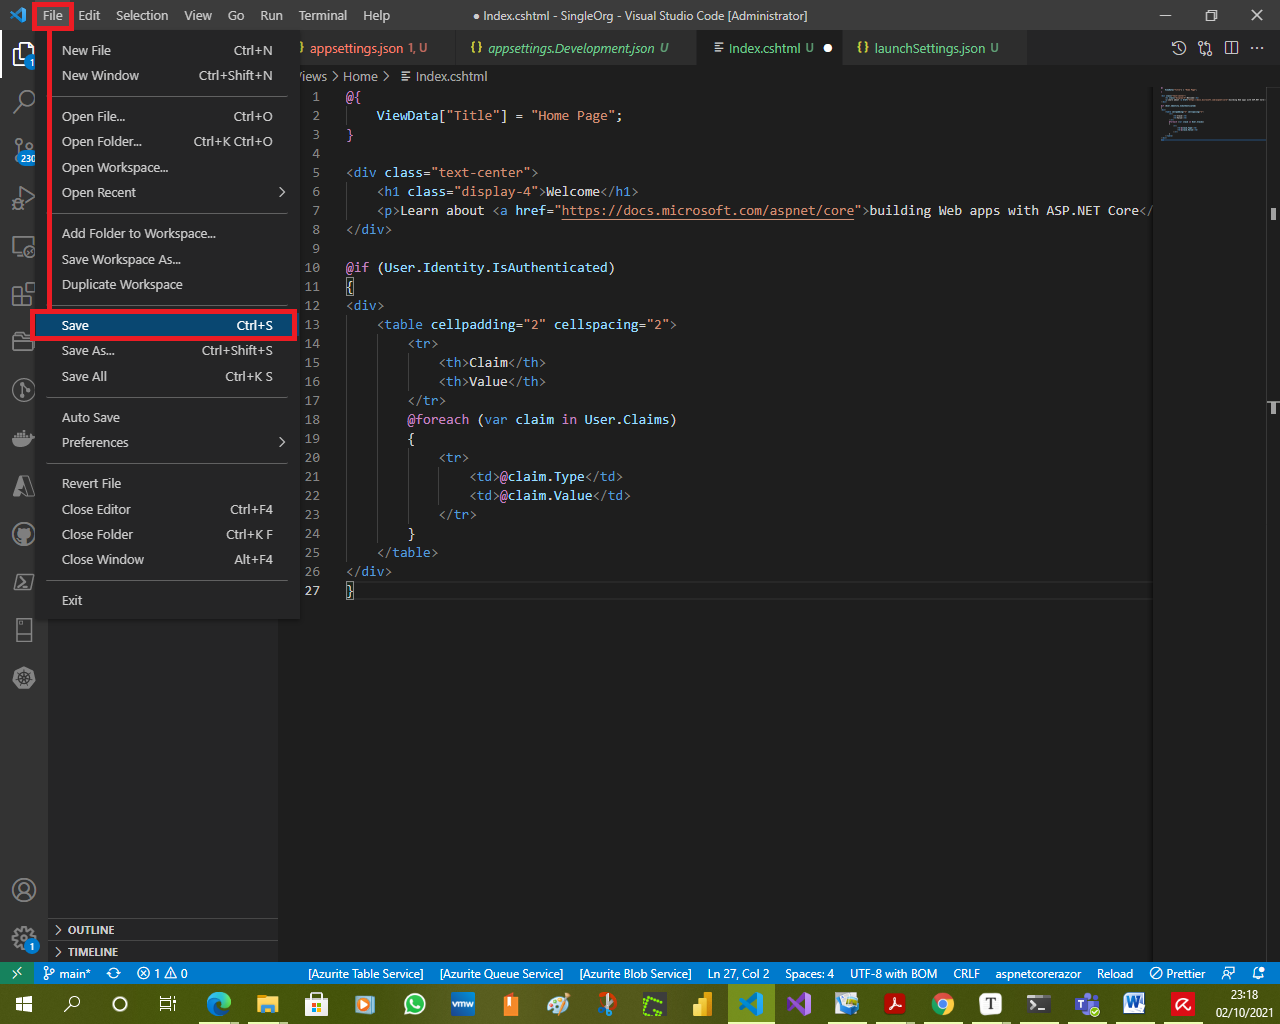 File Edit Selection View Go Run Terminal Help ● Index.cshtml - SingleOrg - Visual Studio Code [Administrator]
appsettings.json 1, U
appsettings.Development.json U
Index.cshtml U ●
launchSettings.json U
Views > Home > Index.cshtml
New File Ctrl+N
New Window Ctrl+Shift+N
Open File... Ctrl+O
Open Folder... Ctrl+K Ctrl+O
Open Workspace...
Open Recent >
Add Folder to Workspace...
Save Workspace As...
Duplicate Workspace
Save Ctrl+S
Save As... Ctrl+Shift+S
Save All Ctrl+K S
Auto Save
Preferences >
Revert File
Close Editor Ctrl+F4
Close Folder Ctrl+K F
Close Window Alt+F4
Exit
1
230
1 @{
2 ViewData["Title"] = "Home Page";
3 }
4
5 <div class="text-center">
6 <h1 class="display-4">Welcome</h1>
7 <p>Learn about <a href="https://docs.microsoft.com/aspnet/core">building Web apps with ASP.NET Core</
8 </div>
9
10 @if (User.Identity.IsAuthenticated)
11 {
12 <div>
13 <table cellpadding="2" cellspacing="2">
14 <tr>
15 <th>Claim</th>
16 <th>Value</th>
17 </tr>
18 @foreach (var claim in User.Claims)
19 {
20 <tr>
21 <td>@claim.Type</td>
22 <td>@claim.Value</td>
23 </tr>
24 }
25 </table>
26 </div>
27 }
1
> OUTLINE
> TIMELINE
main* 1 0 [Azurite Table Service] [Azurite Queue Service] [Azurite Blob Service] Ln 27, Col 2 Spaces: 4 UTF-8 with BOM CRLF aspnetcorerazor Reload Prettier
vmw
T
W
23:18
02/10/2021